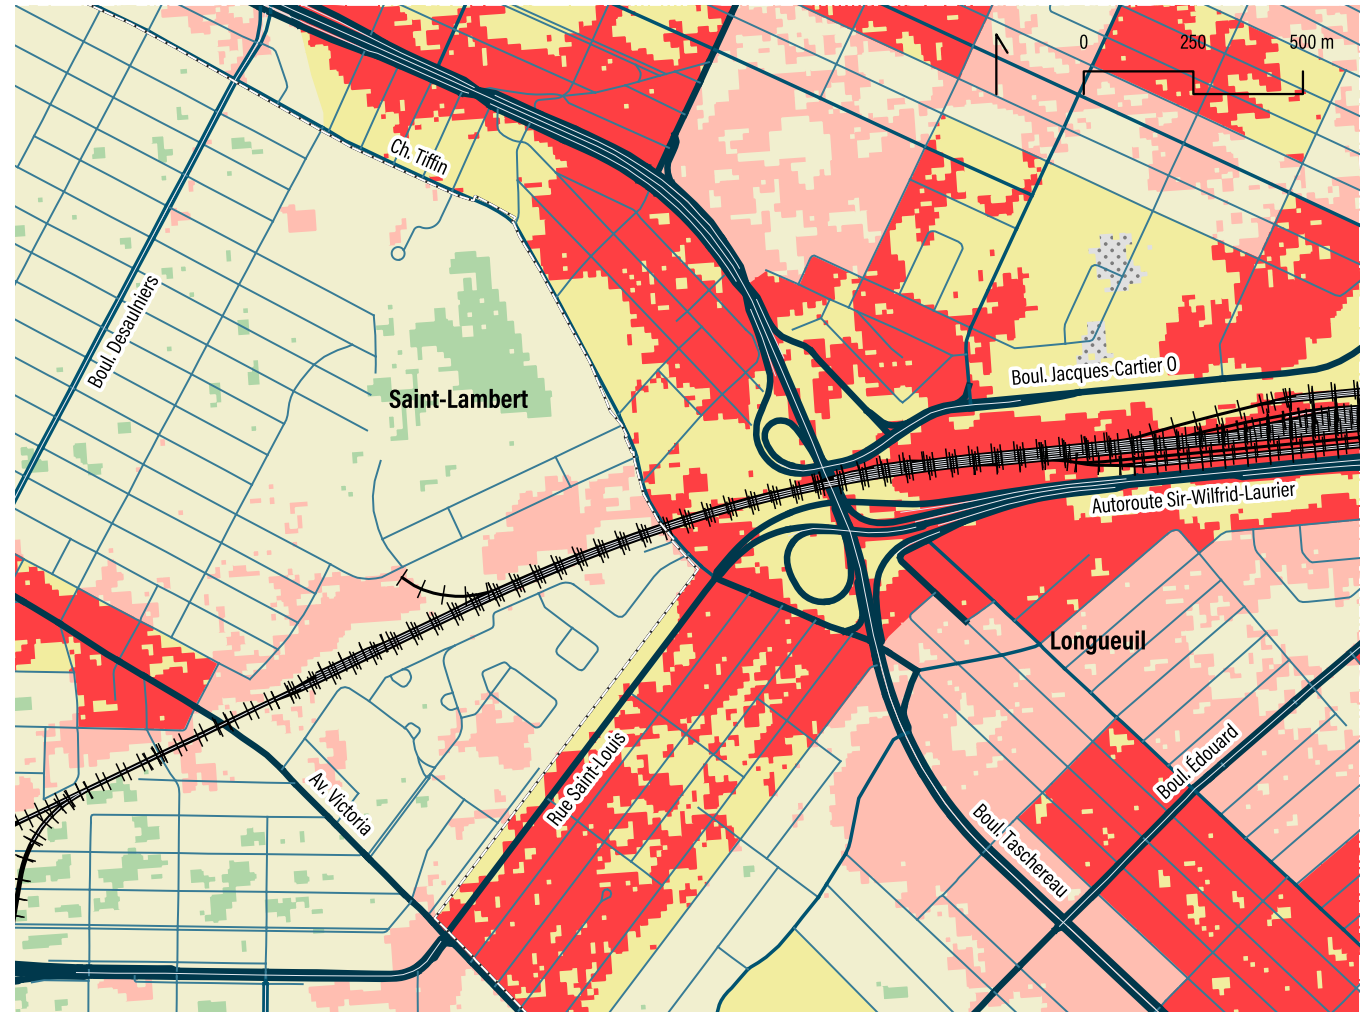 0 250 500 m
Ch. Tiffin
Boul. Desaulniers
Boul. Jacques-Cartier O
Saint-Lambert
Autoroute Sir-Wilfrid-Laurier
Longueuil
Rue Saint-Louis
Boul. Édouard
Av. Victoria
Boul. Taschereau